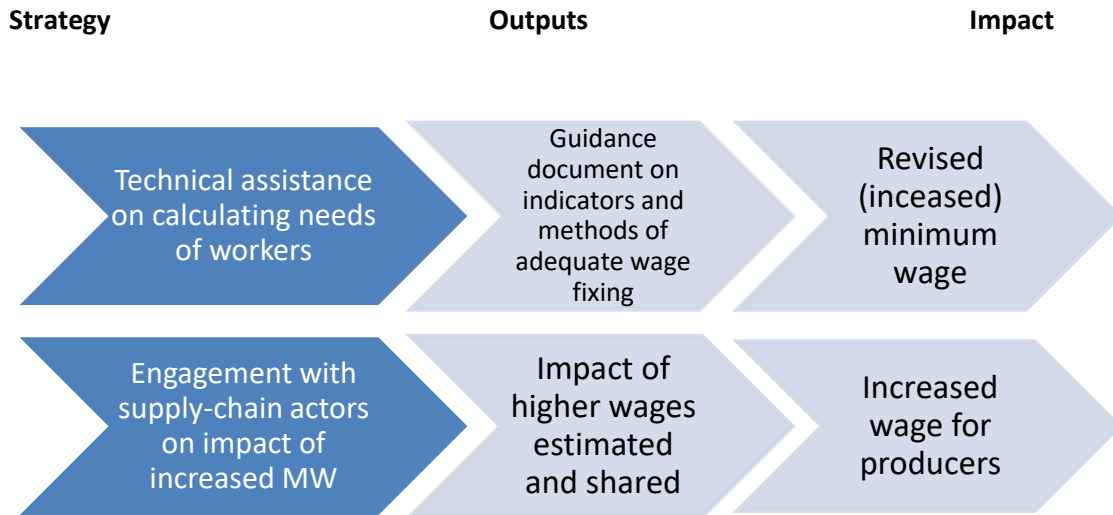 Strategy Outputs Impact
Technical assistance
on calculating needs
of workers
Guidance
document on
indicators and
methods of
adequate wage
fixing
Revised
(inceased)
minimum
wage
Engagement with
supply-chain actors
on impact of
increased MW
Impact of
higher wages
estimated
and shared
Increased
wage for
producers